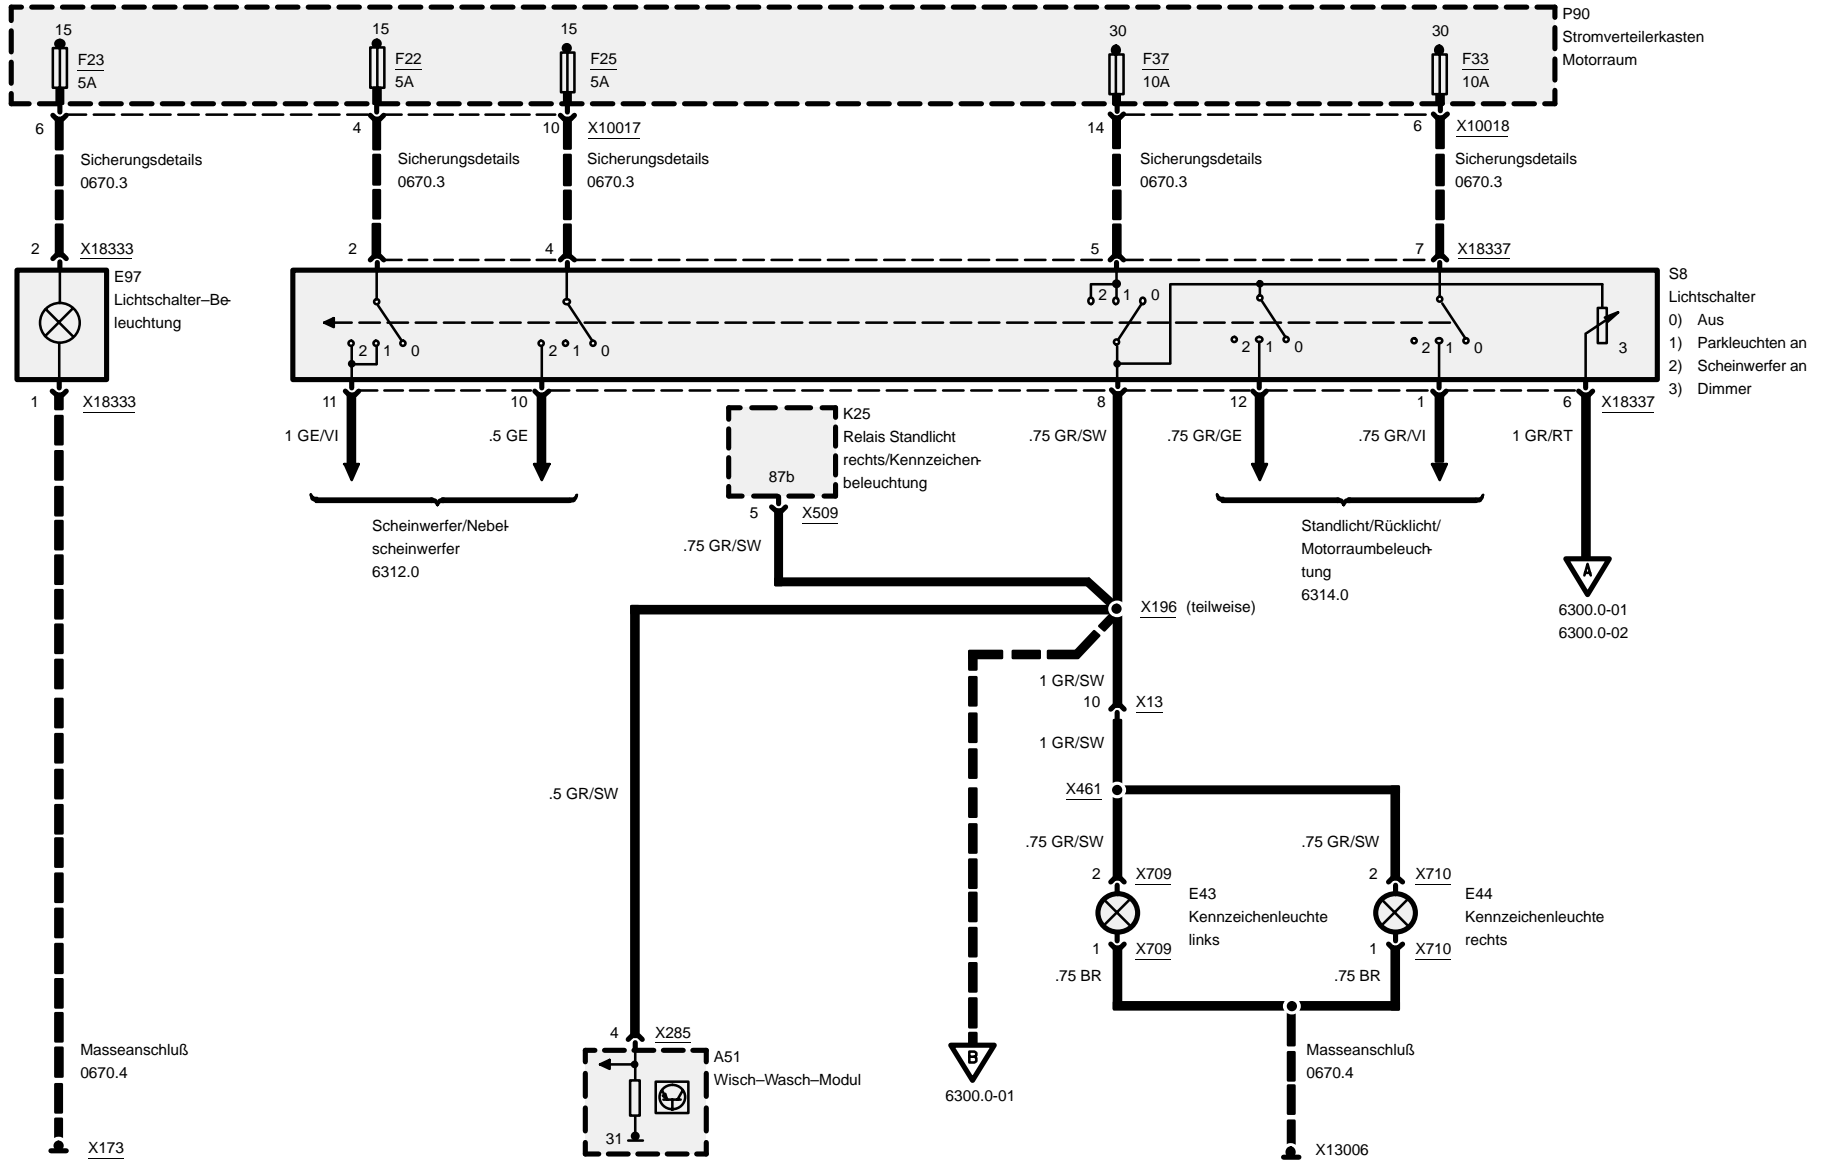 15
15
15
30
30
P90
Stromverteilerkasten
Motorraum
F23
5A
F22
5A
F25
5A
F37
10A
F33
10A
6
4
10
X10017
14
6
X10018
Sicherungsdetails
0670.3
Sicherungsdetails
0670.3
Sicherungsdetails
0670.3
Sicherungsdetails
0670.3
Sicherungsdetails
0670.3
2
X18333
2
4
5
7
X18337
E97
Lichtschalter–Be-
leuchtung
S8
Lichtschalter
0) Aus
1) Parkleuchten an
2) Scheinwerfer an
3) Dimmer
2 1 0
2 1 0
2 1 0
2 1 0
2 1 0
3
1
X18333
11
10
8
12
1
6
X18337
1 GE/VI
.5 GE
K25
Relais Standlicht
rechts/Kennzeichen-
beleuchtung
87b
5
X509
.75 GR/SW
.75 GR/SW
.75 GR/GE
.75 GR/VI
1 GR/RT
Scheinwerfer/Nebel-
scheinwerfer
6312.0
Standlicht/Rücklicht/
Motorraumbeleuch-
tung
6314.0
A
6300.0-01
6300.0-02
X196 (teilweise)
1 GR/SW
10
X13
1 GR/SW
.5 GR/SW
X461
.75 GR/SW
.75 GR/SW
2
X709
2
X710
E43
Kennzeichenleuchte
links
E44
Kennzeichenleuchte
rechts
1
X709
1
X710
.75 BR
.75 BR
4
X285
A51
Wisch–Wasch–Modul
31
B
6300.0-01
Masseanschluß
0670.4
Masseanschluß
0670.4
X173
X13006